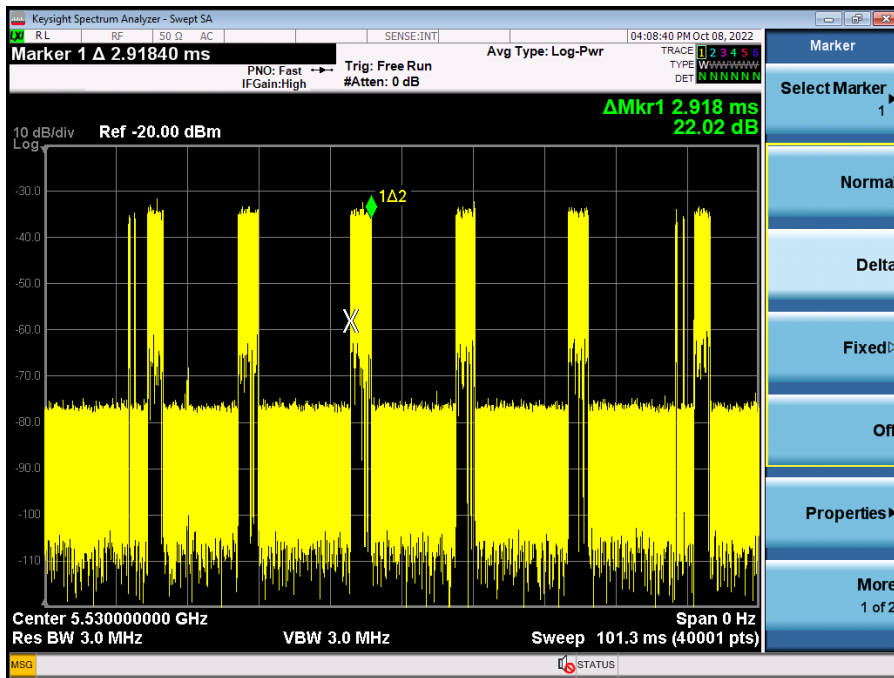 Keysight Spectrum Analyzer - Swept SA
LXI RL RF 50 Ω AC SENSE:INT 04:08:40 PM Oct 08, 2022
Marker 1 Δ 2.91840 ms
PNO: Fast
IFGain:High
Trig: Free Run
#Atten: 0 dB
Avg Type: Log-Pwr
TRACE 1 2 3 4 5 6
TYPE WWWWWW
DET N N N N N N
ΔMkr1 2.918 ms
22.02 dB
10 dB/div Ref -20.00 dBm
Log
1Δ2
-30.0
-40.0
-50.0
-60.0
-70.0
-80.0
-90.0
-100
-110
X
Center 5.530000000 GHz Span 0 Hz
Res BW 3.0 MHz VBW 3.0 MHz Sweep 101.3 ms (40001 pts)
MSG STATUS
Marker
Select Marker
1
Normal
Delta
Fixed
Off
Properties
More
1 of 2